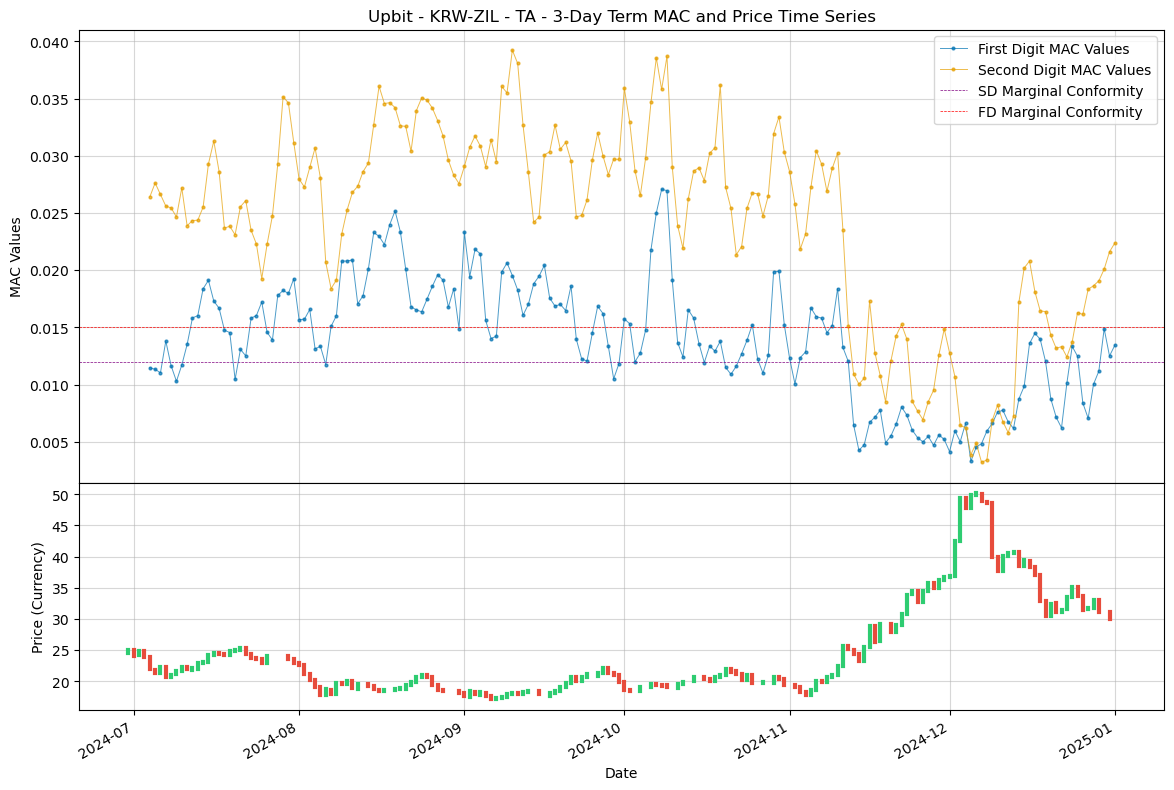 Upbit - KRW-ZIL - TA - 3-Day Term MAC and Price Time Series
First Digit MAC Values
Second Digit MAC Values
SD Marginal Conformity
FD Marginal Conformity
MAC Values
0.040
0.035
0.030
0.025
0.020
0.015
0.010
0.005
Price (Currency)
50
45
40
35
30
25
20
2024-07
2024-08
2024-09
2024-10
2024-11
2024-12
2025-01
Date